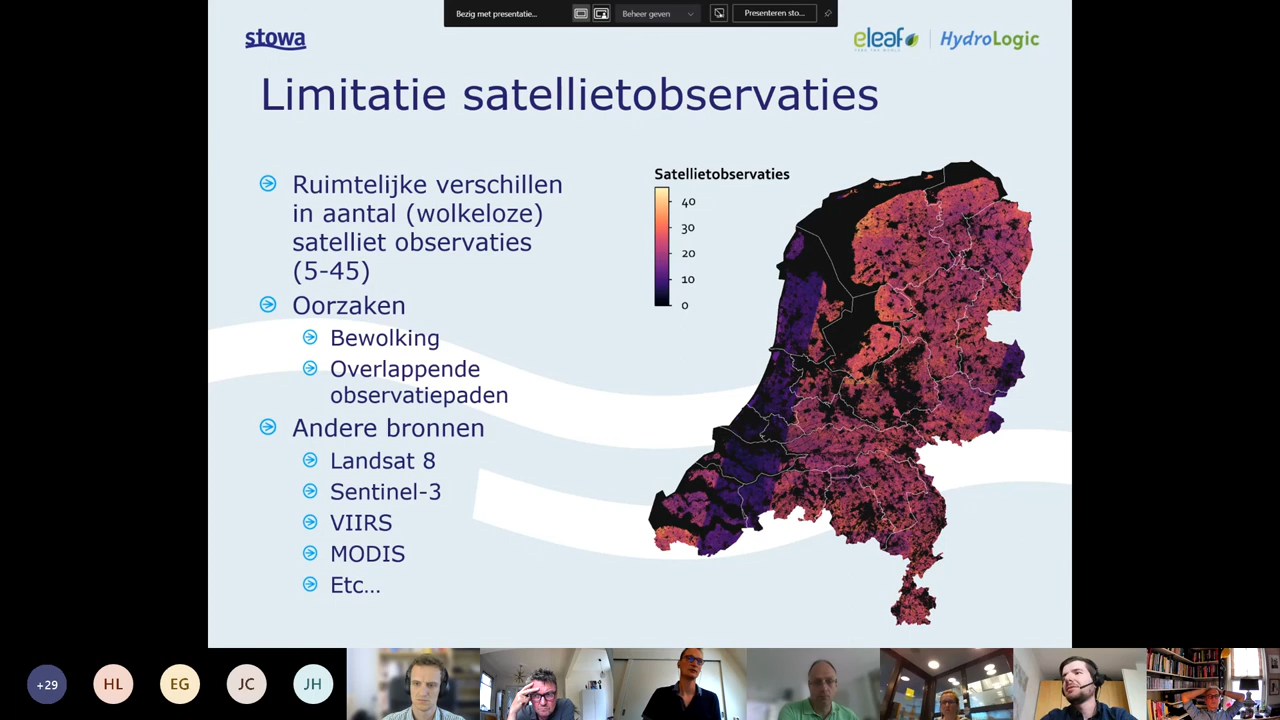 Bezig met presentatie...
Beheer geven
Presenteren sto...
stowa
eleaf
HydroLogic
Limitatie satellietobservaties
Ruimtelijke verschillen
in aantal (wolkeloze)
satelliet observaties
(5-45)
Oorzaken
Bewolking
Overlappende
observatiepaden
Andere bronnen
Landsat 8
Sentinel-3
VIIRS
MODIS
Etc...
Satellietobservaties
40
30
20
10
0
+29
HL
EG
JC
JH